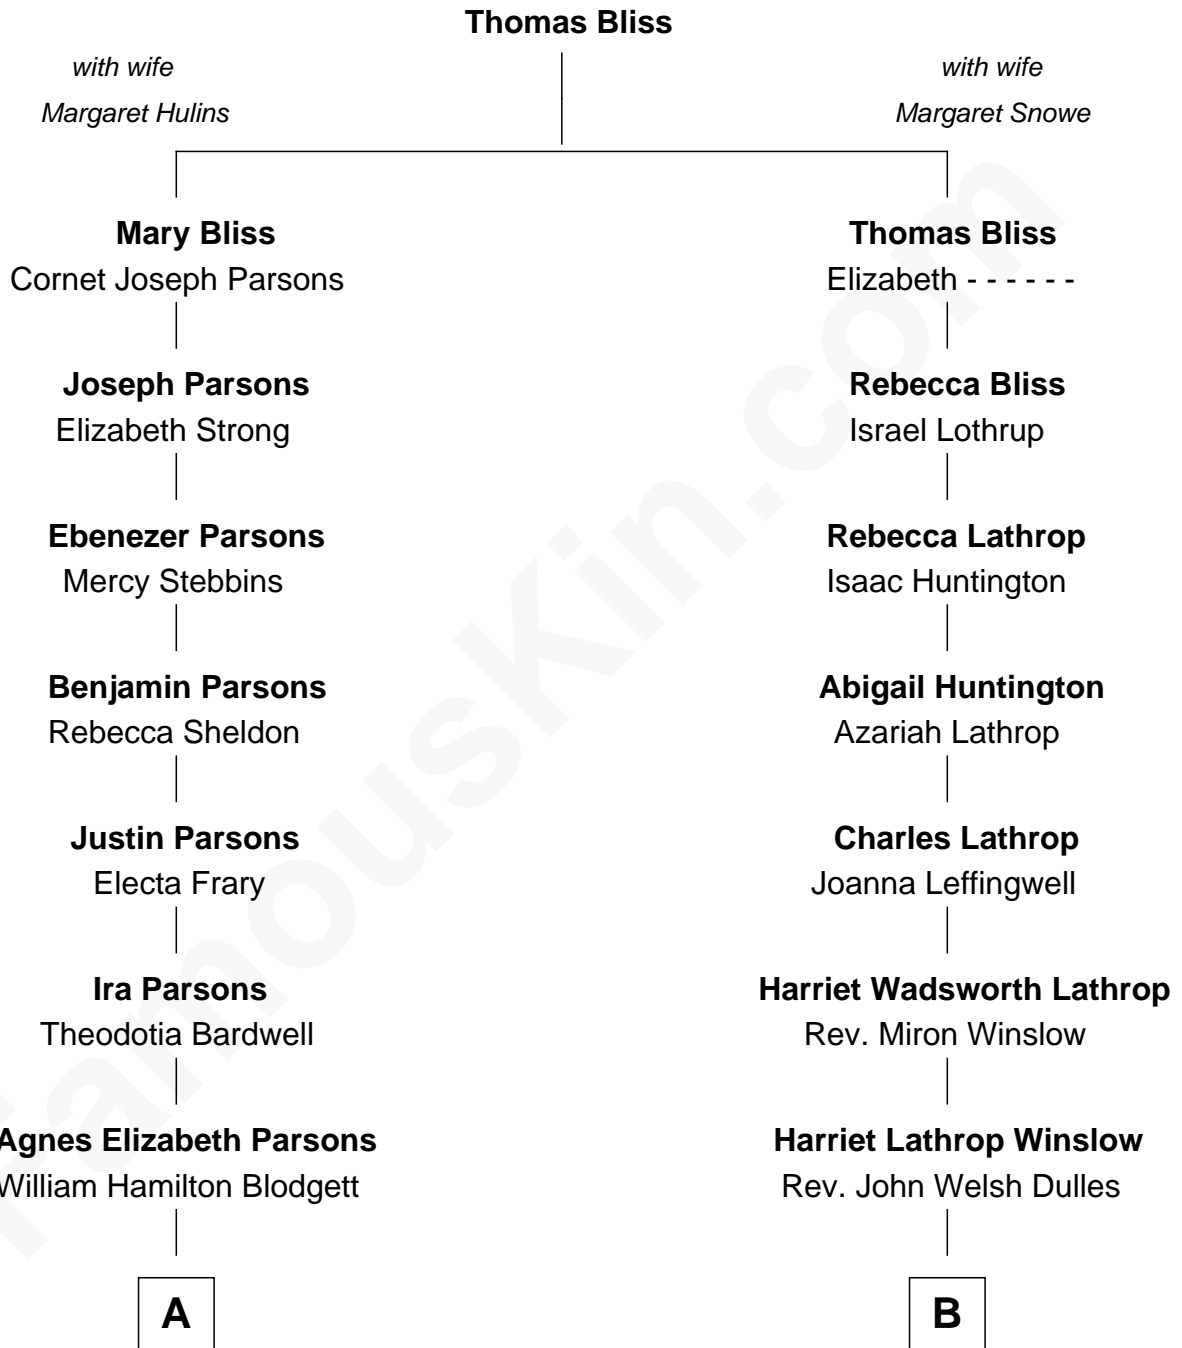 Thomas Bliss
with wife with wife
Margaret Hulins Margaret Snowe
Mary Bliss Thomas Bliss
Cornet Joseph Parsons Elizabeth - - - - - -
Joseph Parsons Rebecca Bliss
Elizabeth Strong Israel Lothrup
Ebenezer Parsons Rebecca Lathrop
Mercy Stebbins Isaac Huntington
Benjamin Parsons Abigail Huntington
Rebecca Sheldon Azariah Lathrop
Justin Parsons Charles Lathrop
Electa Frary Joanna Leffingwell
Ira Parsons Harriet Wadsworth Lathrop
Theodotia Bardwell Rev. Miron Winslow
Agnes Elizabeth Parsons Harriet Lathrop Winslow
William Hamilton Blodgett Rev. John Welsh Dulles
A B
FamousKin.com